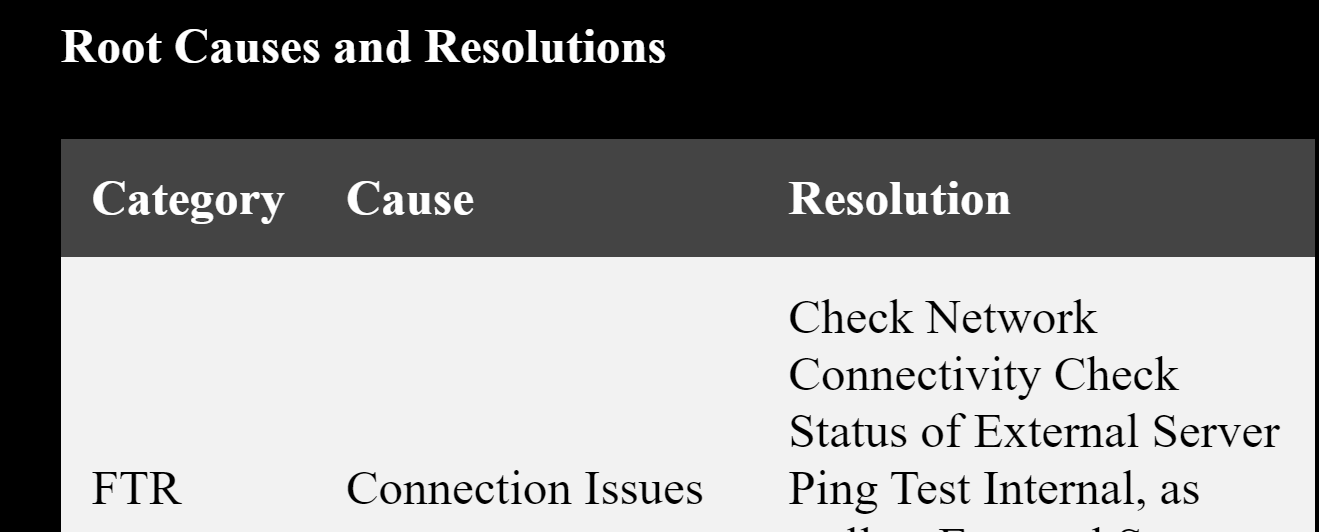 Root Causes and Resolutions
Category Cause Resolution
Check Network
Connectivity Check
Status of External Server
FTR Connection Issues Ping Test Internal, as